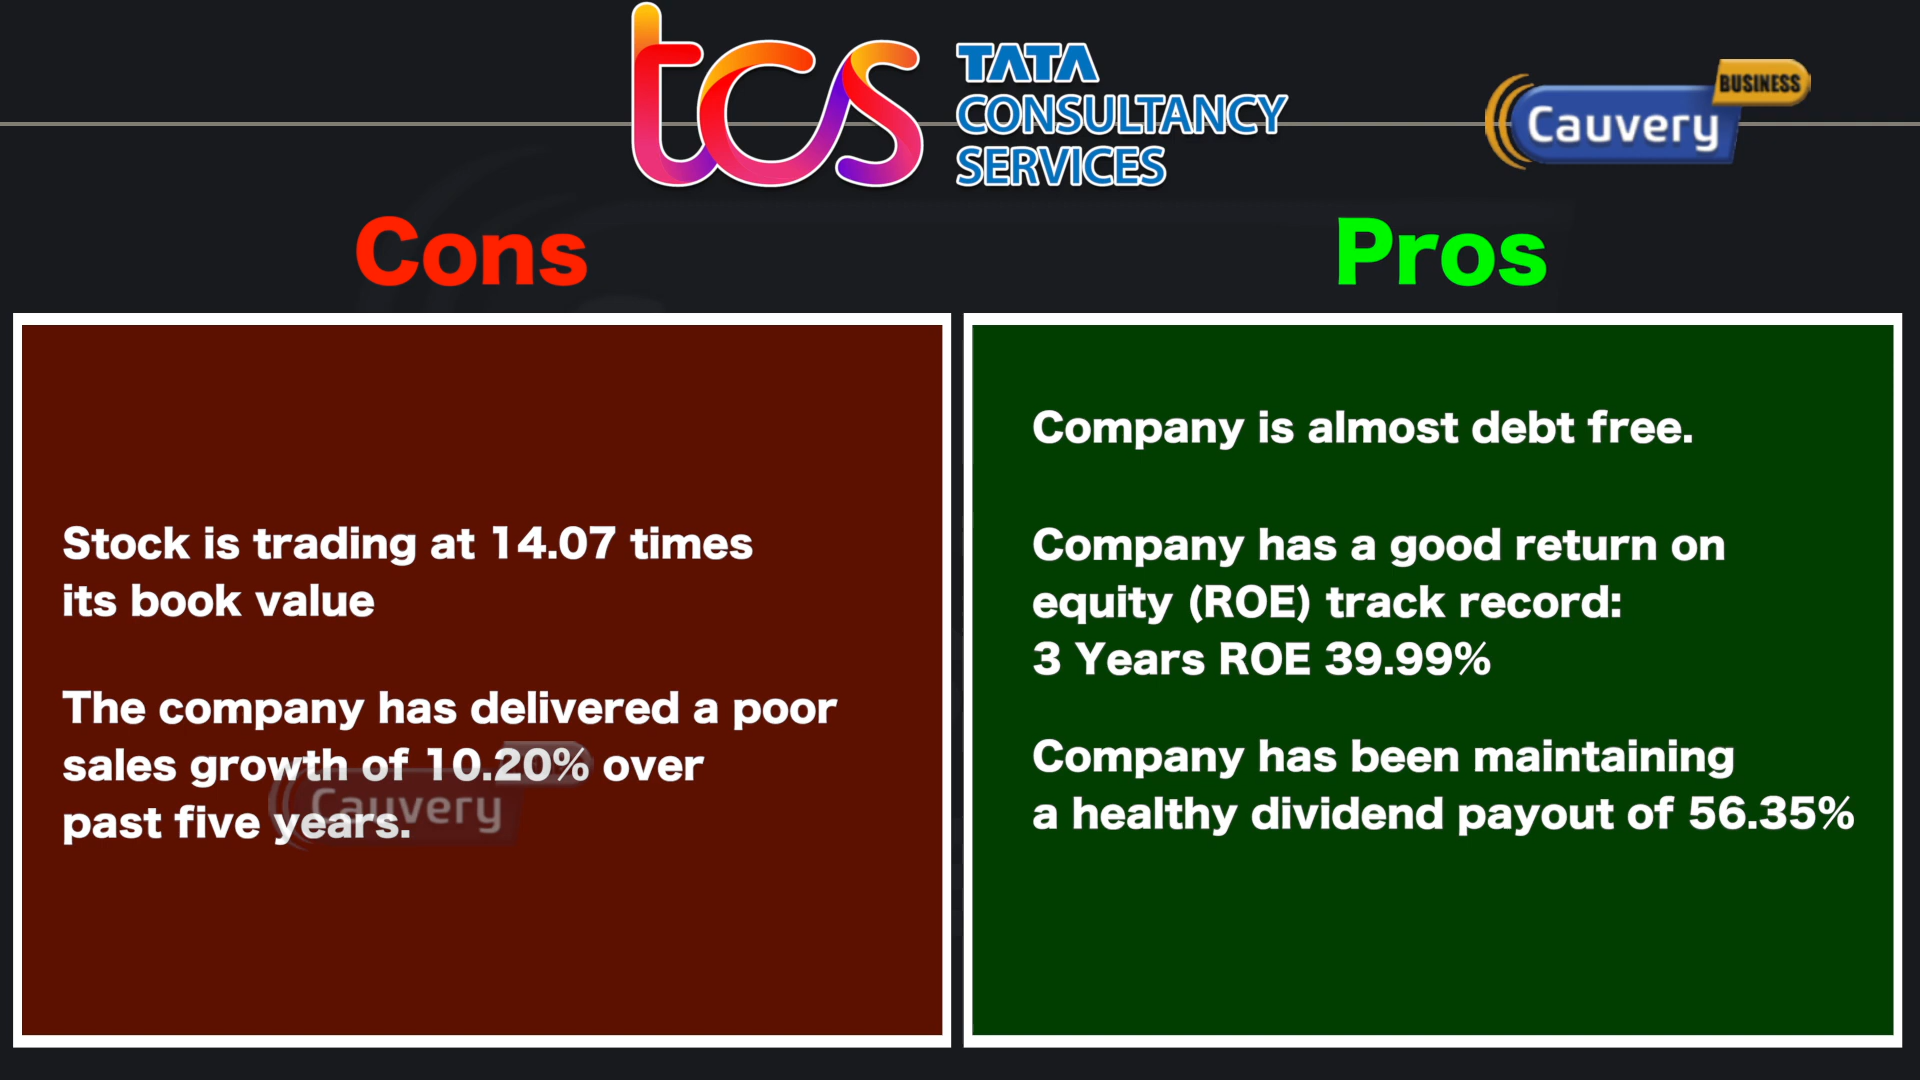 tcs
TATA
CONSULTANCY
SERVICES
BUSINESS
Cauvery
Cons
Pros
Stock is trading at 14.07 times
its book value
The company has delivered a poor
sales growth of 10.20% over
past five years.
Cauvery
Company is almost debt free.
Company has a good return on
equity (ROE) track record:
3 Years ROE 39.99%
Company has been maintaining
a healthy dividend payout of 56.35%